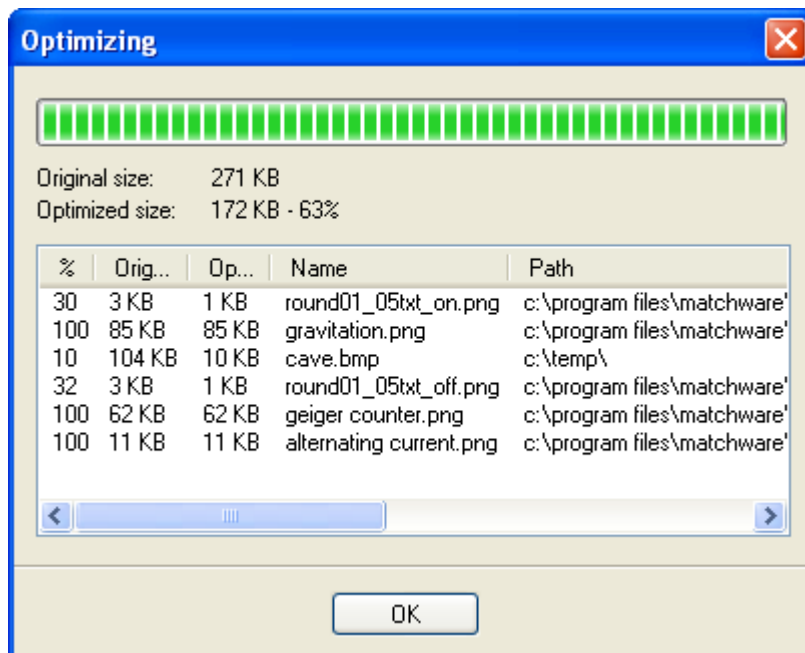 Optimizing
Original size: 271 KB
Optimized size: 172 KB - 63%
% Orig... Op... Name Path
30 3 KB 1 KB round01_05txt_on.png c:\program files\matchware'
100 85 KB 85 KB gravitation.png c:\program files\matchware'
10 104 KB 10 KB cave.bmp c:\temp\
32 3 KB 1 KB round01_05txt_off.png c:\program files\matchware'
100 62 KB 62 KB geiger counter.png c:\program files\matchware'
100 11 KB 11 KB alternating current.png c:\program files\matchware'
OK